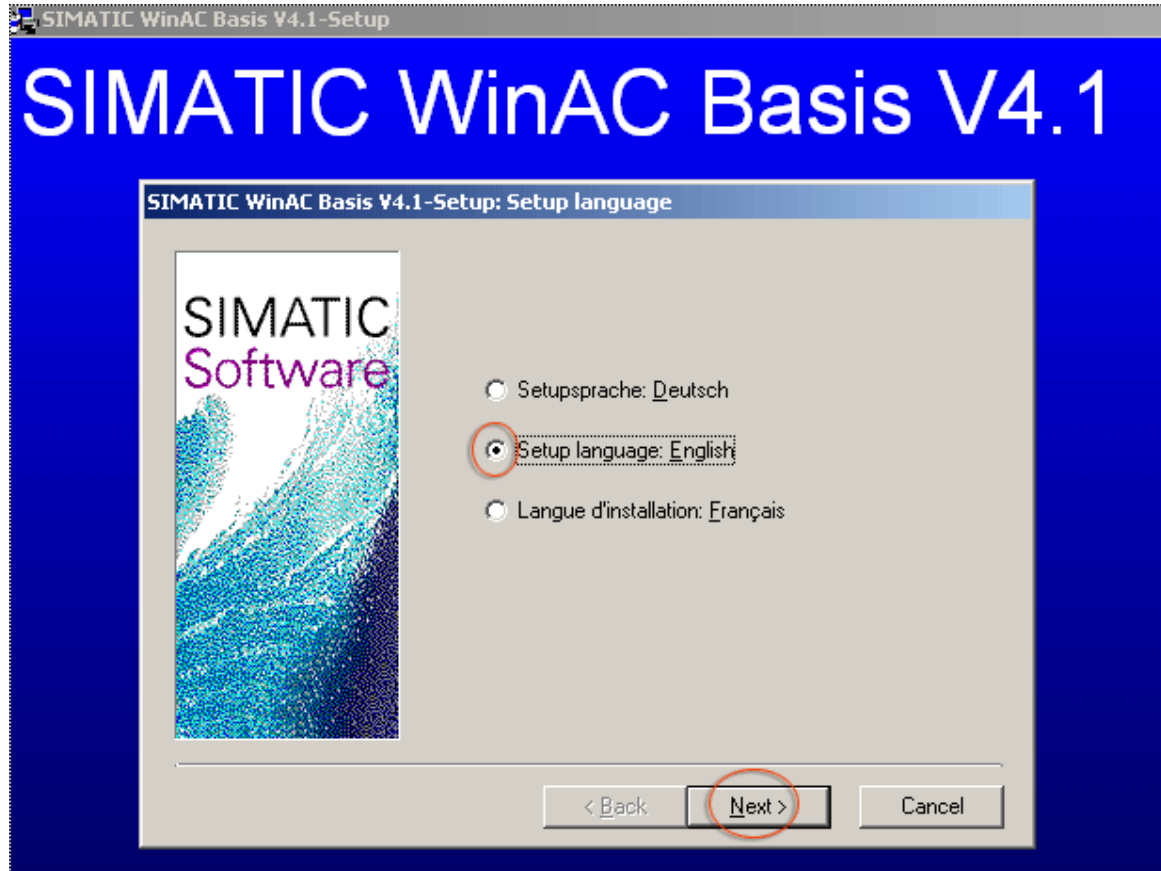 SIMATIC WinAC Basis V4.1-Setup
SIMATIC WinAC Basis V4.1
SIMATIC WinAC Basis V4.1-Setup: Setup language
SIMATIC
Software
Setupsprache: Deutsch
Setup language: English
Langue d'installation: Français
< Back
Next >
Cancel